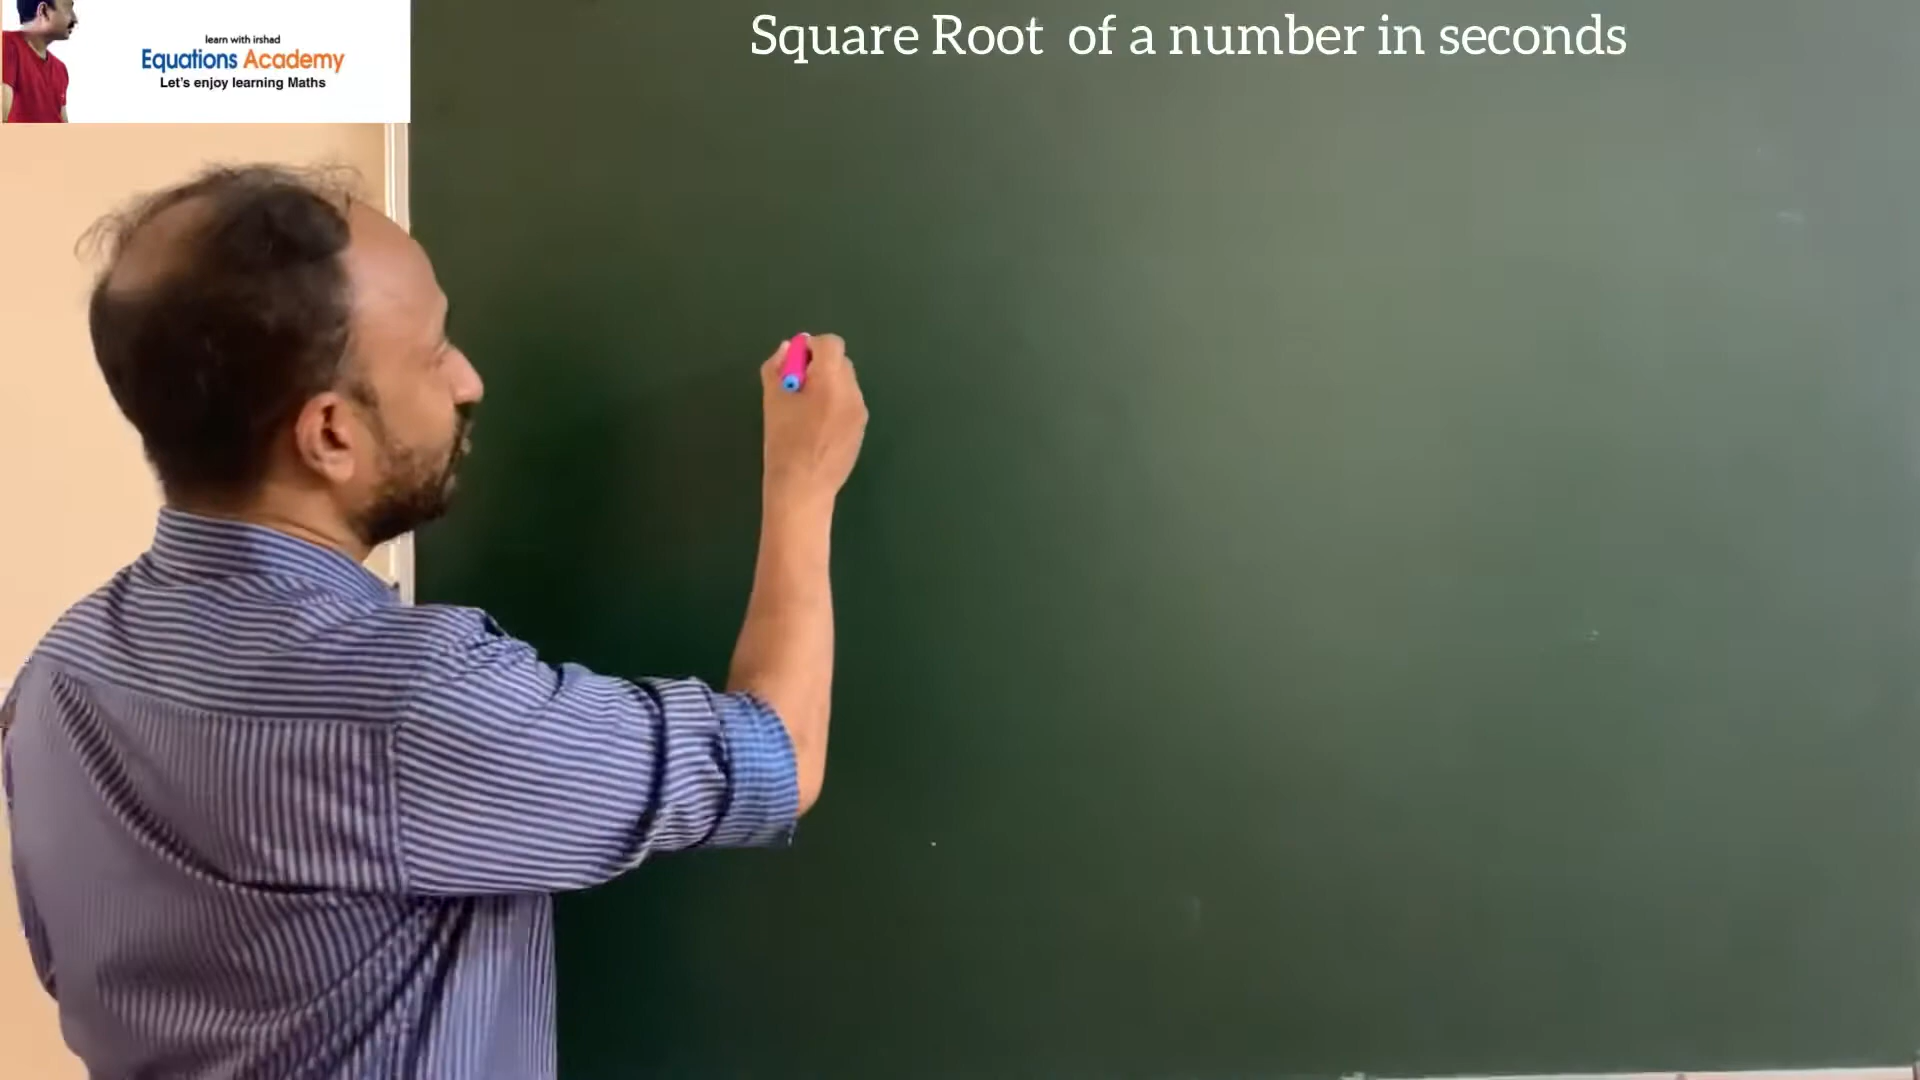 learn with irshad
Equations Academy
Let's enjoy learning Maths
Square Root of a number in seconds